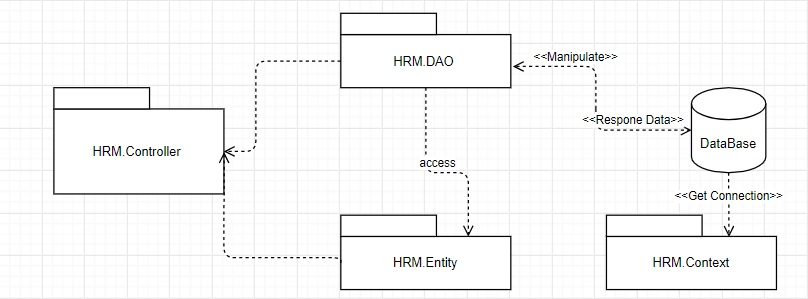 HRM.DAO
<<Manipulate>>
HRM.Controller
<<Respone Data>>
DataBase
access
<<Get Connection>>
HRM.Entity
HRM.Context